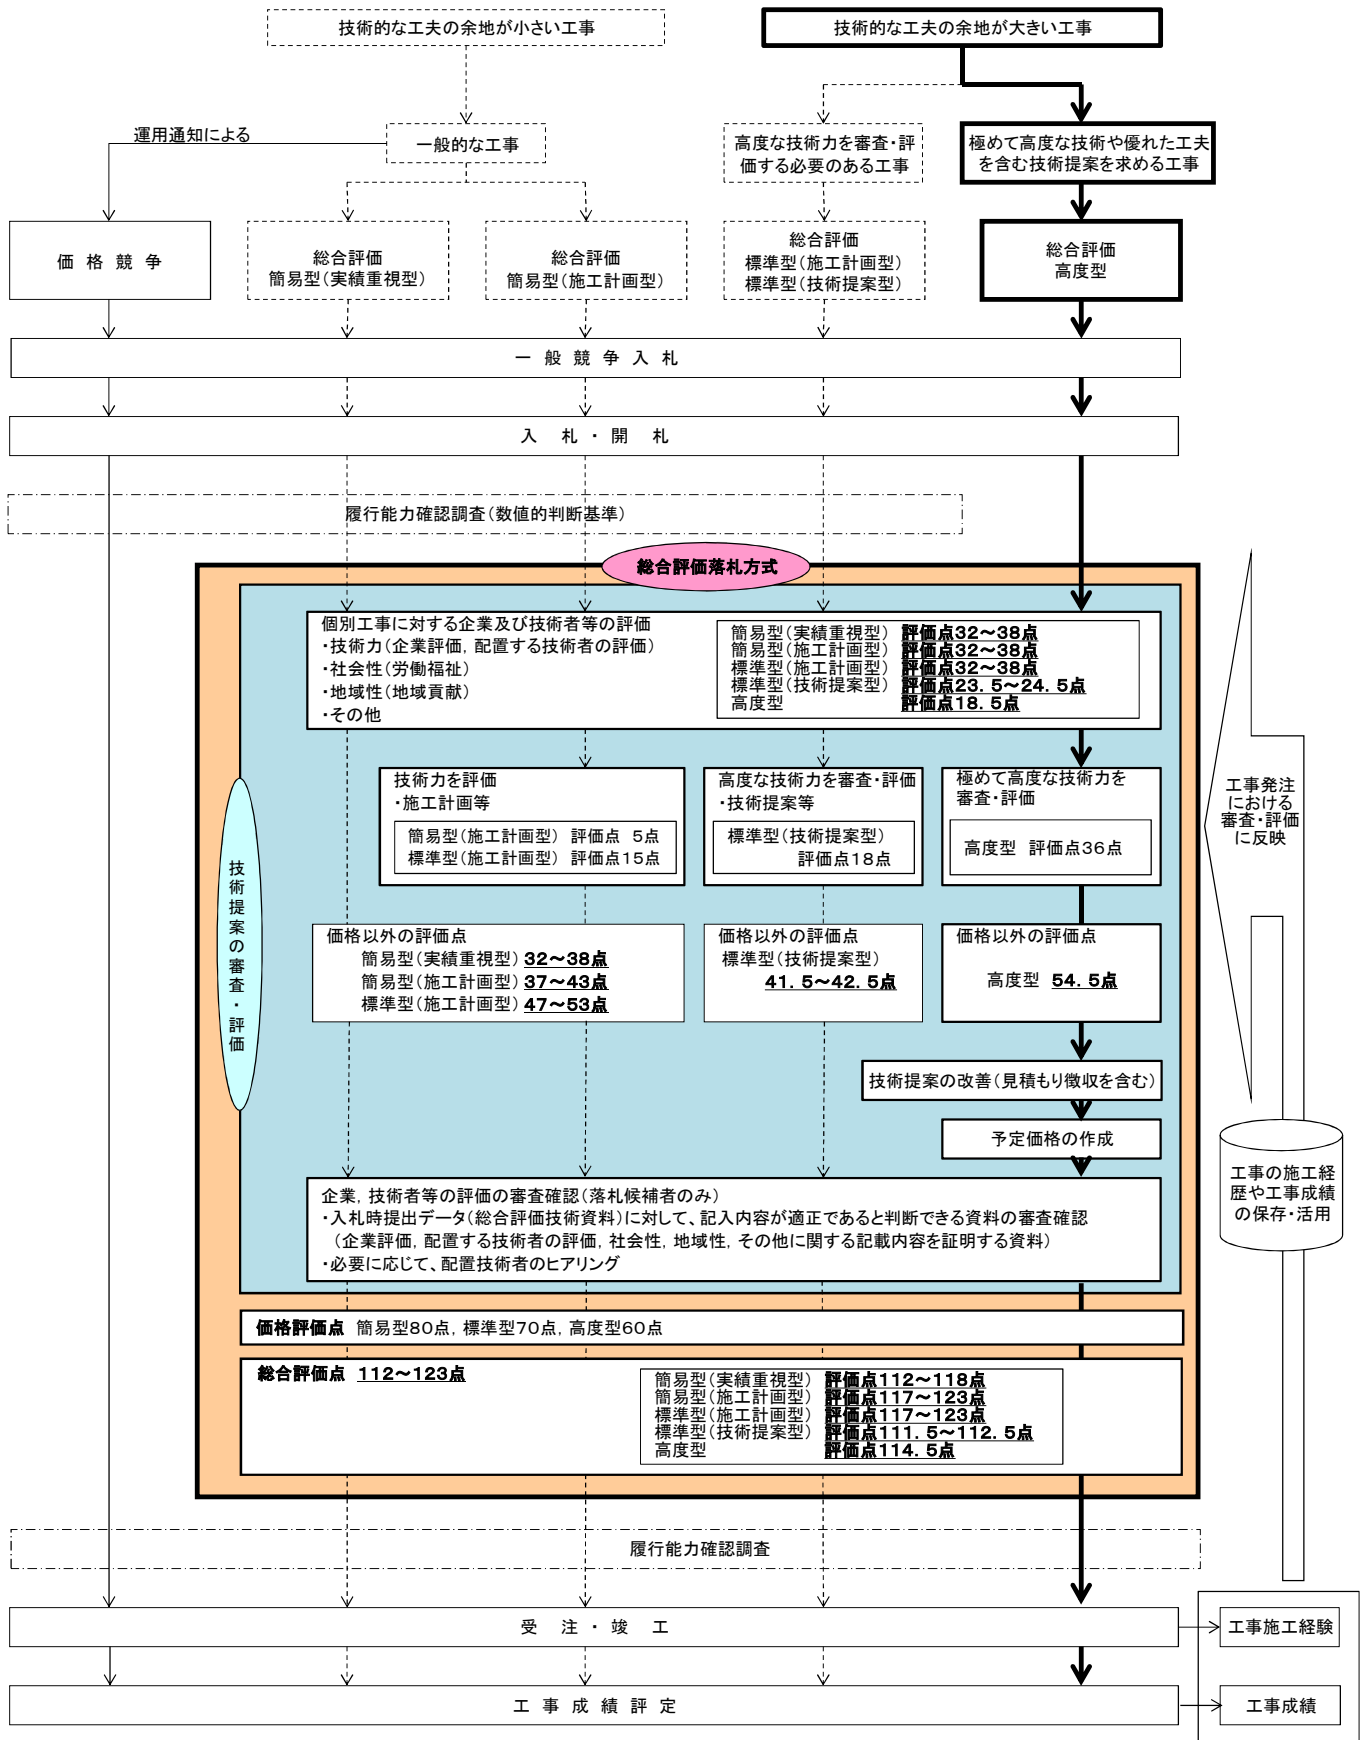 技術的な工夫の余地が小さい工事
技術的な工夫の余地が大きい工事
運用通知による
一般的な工事
高度な技術力を審査・評
価する必要のある工事
極めて高度な技術や優れた工夫
を含む技術提案を求める工事
価 格 競 争
総合評価
簡易型(実績重視型)
総合評価
簡易型(施工計画型)
総合評価
標準型(施工計画型)
標準型(技術提案型)
総合評価
高度型
一 般 競 争 入 札
入 札 ・ 開 札
履行能力確認調査(数値的判断基準)
総合評価落札方式
個別工事に対する企業及び技術者等の評価
・技術力(企業評価, 配置する技術者の評価)
・社会性(労働福祉)
・地域性(地域貢献)
・その他
簡易型(実績重視型) 評価点32~38点
簡易型(施工計画型) 評価点32~38点
標準型(施工計画型) 評価点32~38点
標準型(技術提案型) 評価点23.5~24.5点
高度型 評価点18.5点
技術力を評価
・施工計画等
簡易型(施工計画型) 評価点 5点
標準型(施工計画型) 評価点15点
高度な技術力を審査・評価
・技術提案等
標準型(技術提案型)
評価点18点
極めて高度な技術力を
審査・評価
高度型 評価点36点
工事発注
における
審査・評価
に反映
技術提案の審査・評価
価格以外の評価点
簡易型(実績重視型) 32~38点
簡易型(施工計画型) 37~43点
標準型(施工計画型) 47~53点
価格以外の評価点
標準型(技術提案型)
41.5~42.5点
価格以外の評価点
高度型 54.5点
技術提案の改善(見積もり徴収を含む)
予定価格の作成
工事の施工経
歴や工事成績
の保存・活用
企業, 技術者等の評価の審査確認(落札候補者のみ)
・入札時提出データ(総合評価技術資料)に対して、記入内容が適正であると判断できる資料の審査確認
(企業評価, 配置する技術者の評価, 社会性, 地域性, その他に関する記載内容を証明する資料)
・必要に応じて、配置技術者のヒアリング
価格評価点 簡易型80点, 標準型70点, 高度型60点
総合評価点 112~123点
簡易型(実績重視型) 評価点112~118点
簡易型(施工計画型) 評価点117~123点
標準型(施工計画型) 評価点117~123点
標準型(技術提案型) 評価点111.5~112.5点
高度型 評価点114.5点
履行能力確認調査
受 注 ・ 竣 工
工事施工経験
工 事 成 績 評 定
工事成績